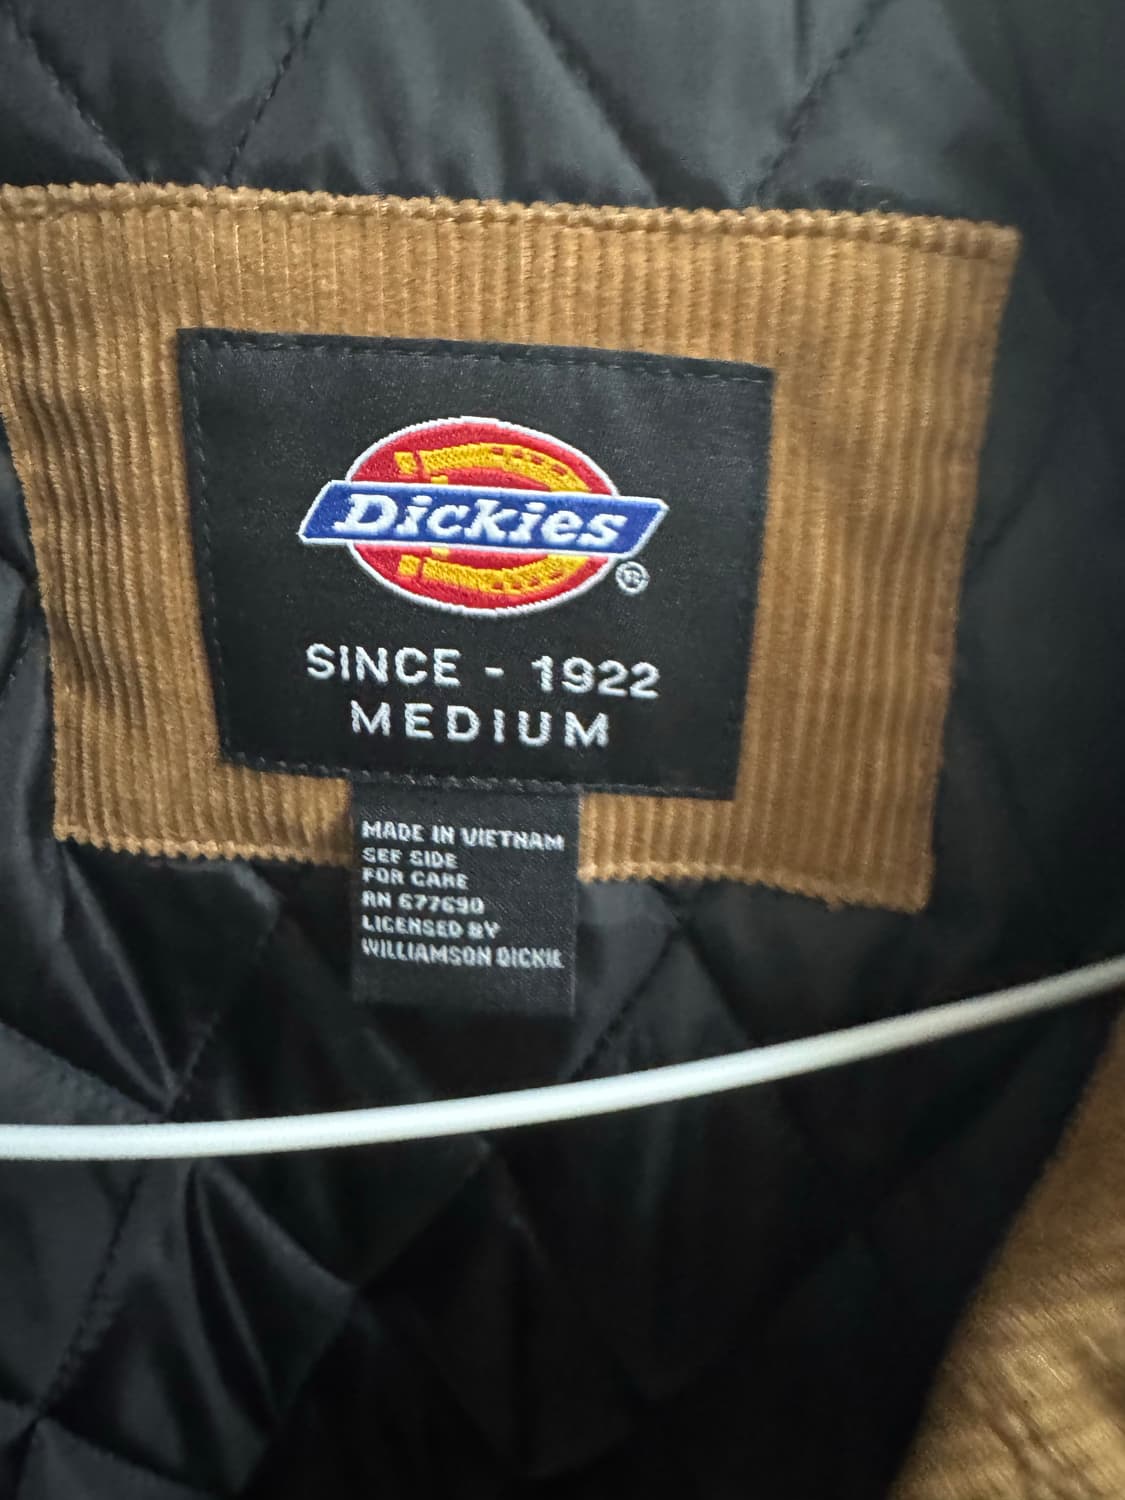 Dickies
®
SINCE - 1922
MEDIUM
MADE IN VIETNAM
SEE SIDE
FOR CARE
RN 677690
LICENSED BY
WILLIAMSON DICKIE